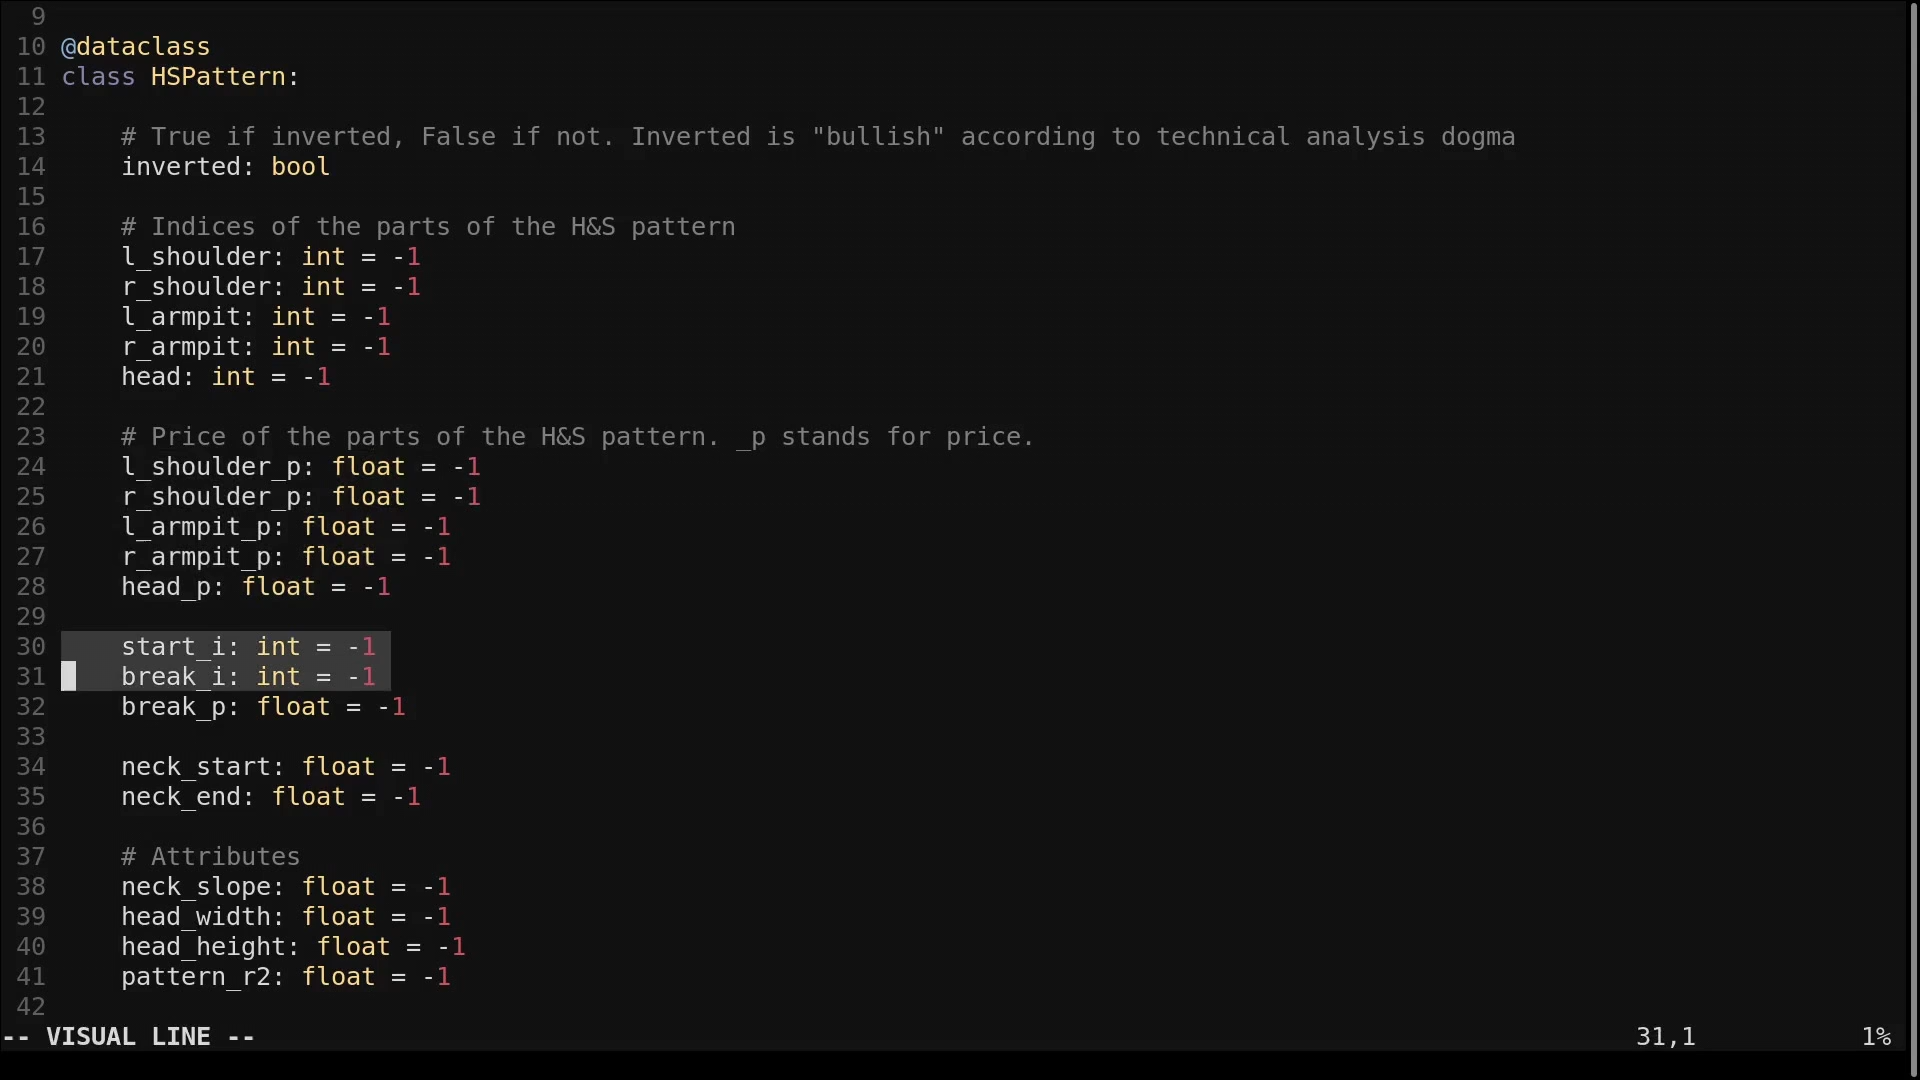 9
10 @dataclass
11 class HSPattern:
12
13     # True if inverted, False if not. Inverted is "bullish" according to technical analysis dogma
14     inverted: bool
15
16     # Indices of the parts of the H&S pattern
17     l_shoulder: int = -1
18     r_shoulder: int = -1
19     l_armpit: int = -1
20     r_armpit: int = -1
21     head: int = -1
22
23     # Price of the parts of the H&S pattern. _p stands for price.
24     l_shoulder_p: float = -1
25     r_shoulder_p: float = -1
26     l_armpit_p: float = -1
27     r_armpit_p: float = -1
28     head_p: float = -1
29
30     start_i: int = -1
31     break_i: int = -1
32     break_p: float = -1
33
34     neck_start: float = -1
35     neck_end: float = -1
36
37     # Attributes
38     neck_slope: float = -1
39     head_width: float = -1
40     head_height: float = -1
41     pattern_r2: float = -1
42
-- VISUAL LINE -- 31,1 1%